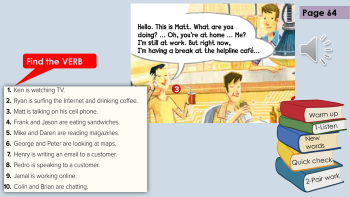 Hello. This is Matt. What are you
doing? ... Oh, you're at home ... Me?
I'm still at work. But right now,
I'm having a break at the helpline café...
Page 64
Find the VERB
3
1. Ken is watching TV.
2. Ryan is surfing the Internet and drinking coffee.
3. Matt is talking on his cell phone.
4. Frank and Jason are eating sandwiches.
5. Mike and Daren are reading magazines.
6. George and Peter are looking at maps.
7. Henry is writing an email to a customer.
8. Pedro is speaking to a customer.
9. Jamal is working online.
10. Colin and Brian are chatting.
Warm up
1-Listen
New
words
Quick check
2-Pair work